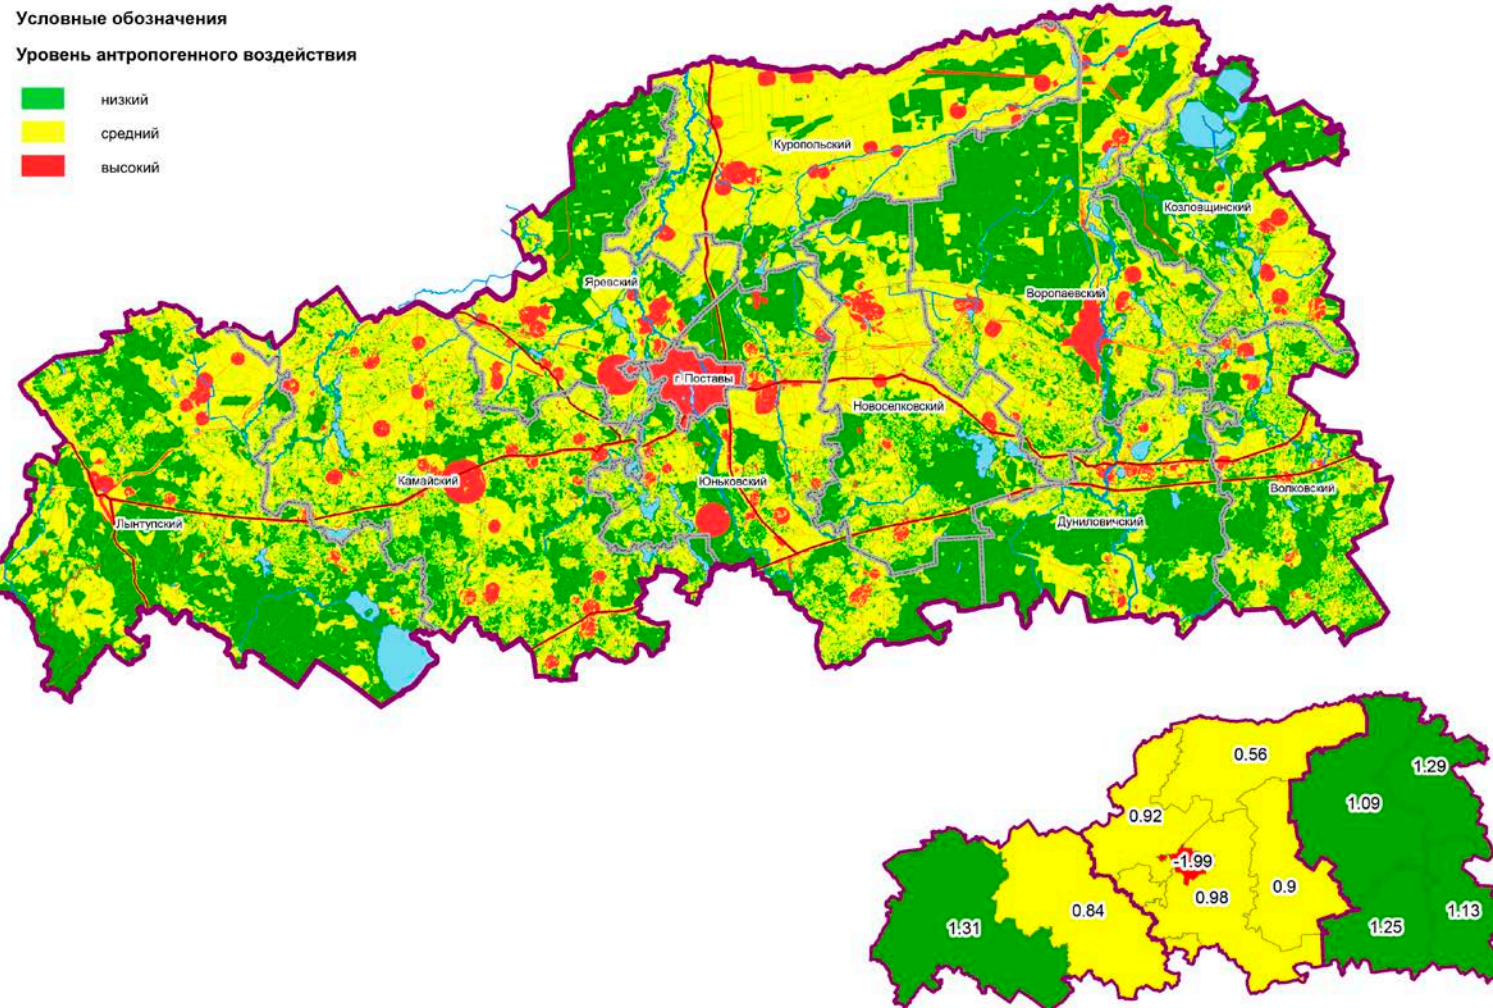 Условные обозначения
Уровень антропогенного воздействия
низкий
средний
высокий
Куропольский
Козловщинский
Яревский
Воропаевский
г. Поставы
Новоселковский
Камайский
Юньковский
Волковский
Лынтупский
Дуниловичский
0.56
1.29
1.09
0.92
-1.99
0.9
0.98
0.84
1.13
1.31
1.25